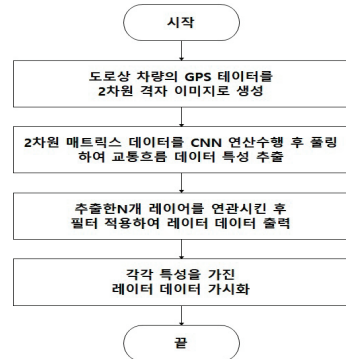 시작
도로상 차량의 GPS 테이터를
2차원 격자 이미지로 생성
2차원 매트릭스 데이터를 CNN 연산수행 후 풀링
하여 교통흐름 데이터 특성 추출
추출한N개 레이어를 연관시킨 후
필터 적용하여 레이터 데이터 출력
각각 특성을 가진
레이터 데이터 가시화
끝